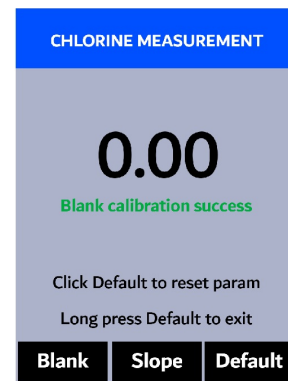 CHLORINE MEASUREMENT
0.00
Blank calibration success
Click Default to reset param
Long press Default to exit
Blank Slope Default